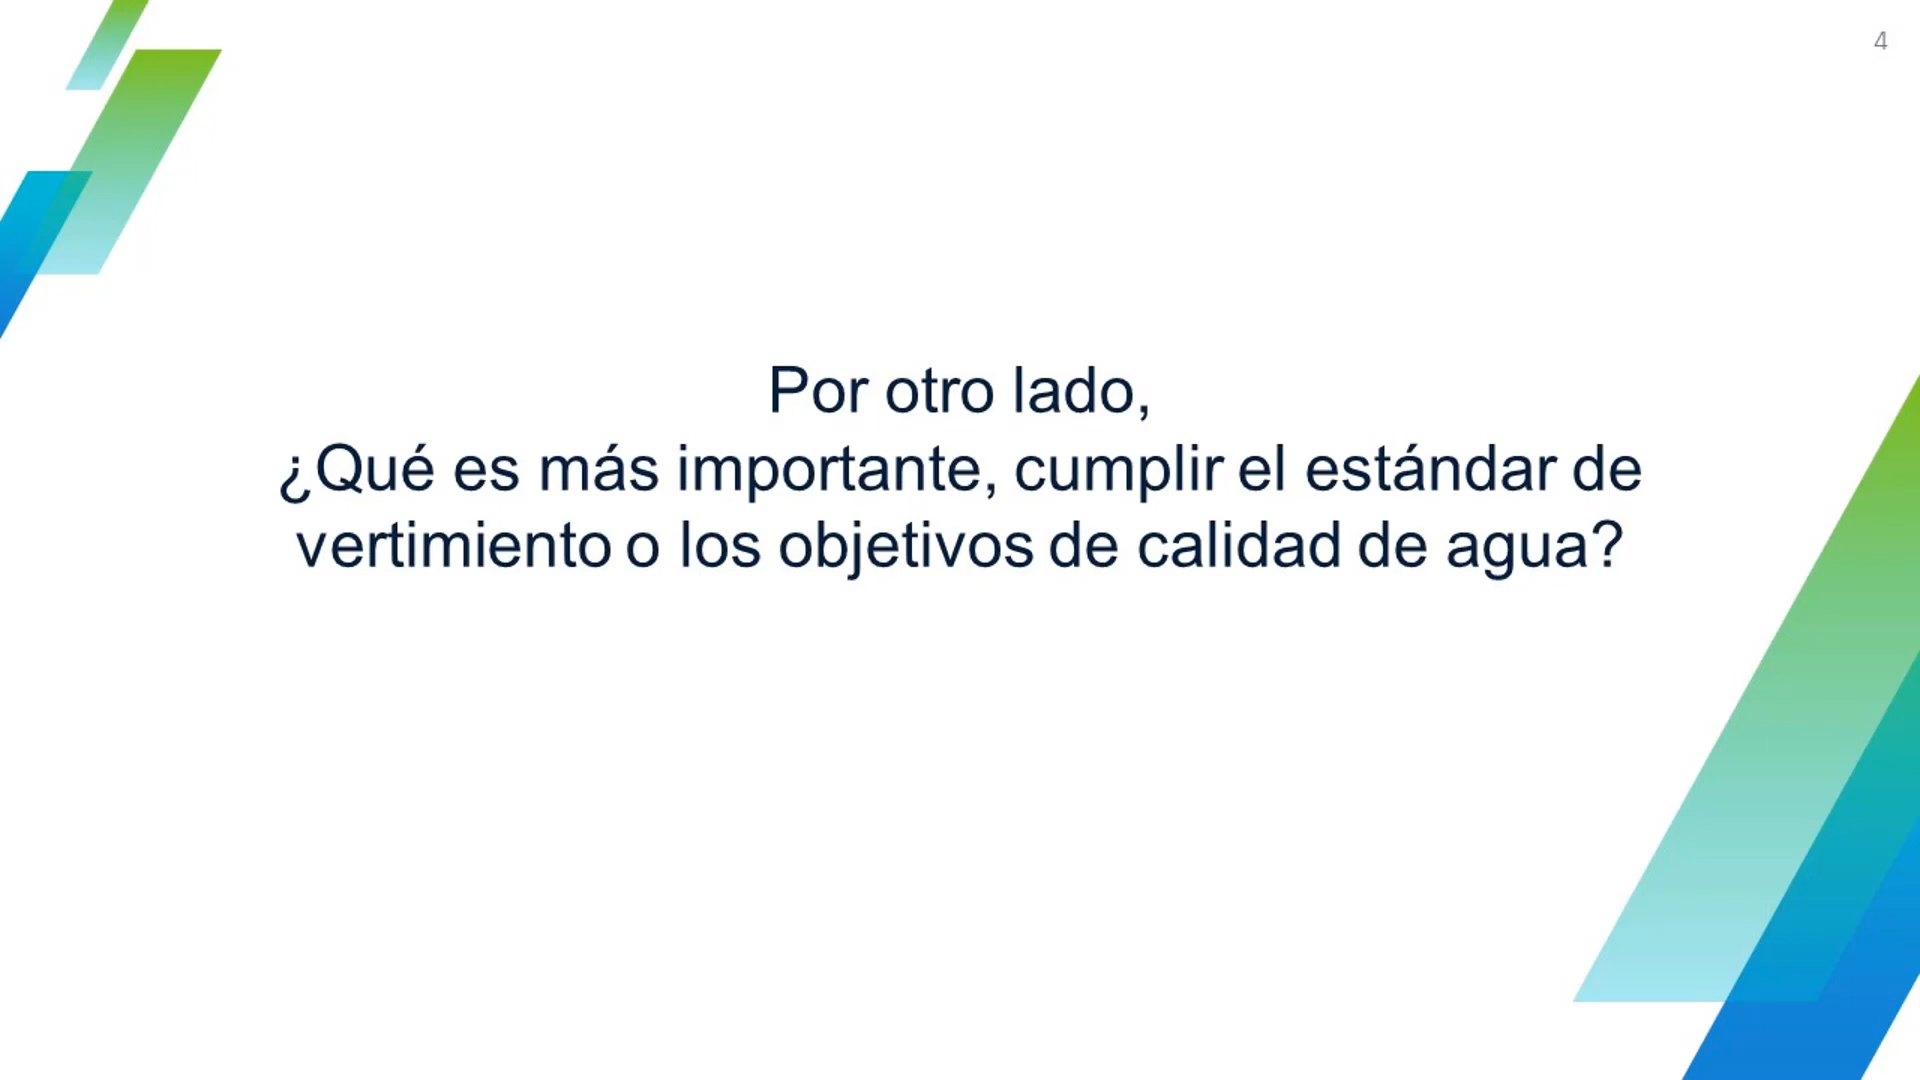 4
Por otro lado,
¿Qué es más importante, cumplir el estándar de
vertimiento o los objetivos de calidad de agua?